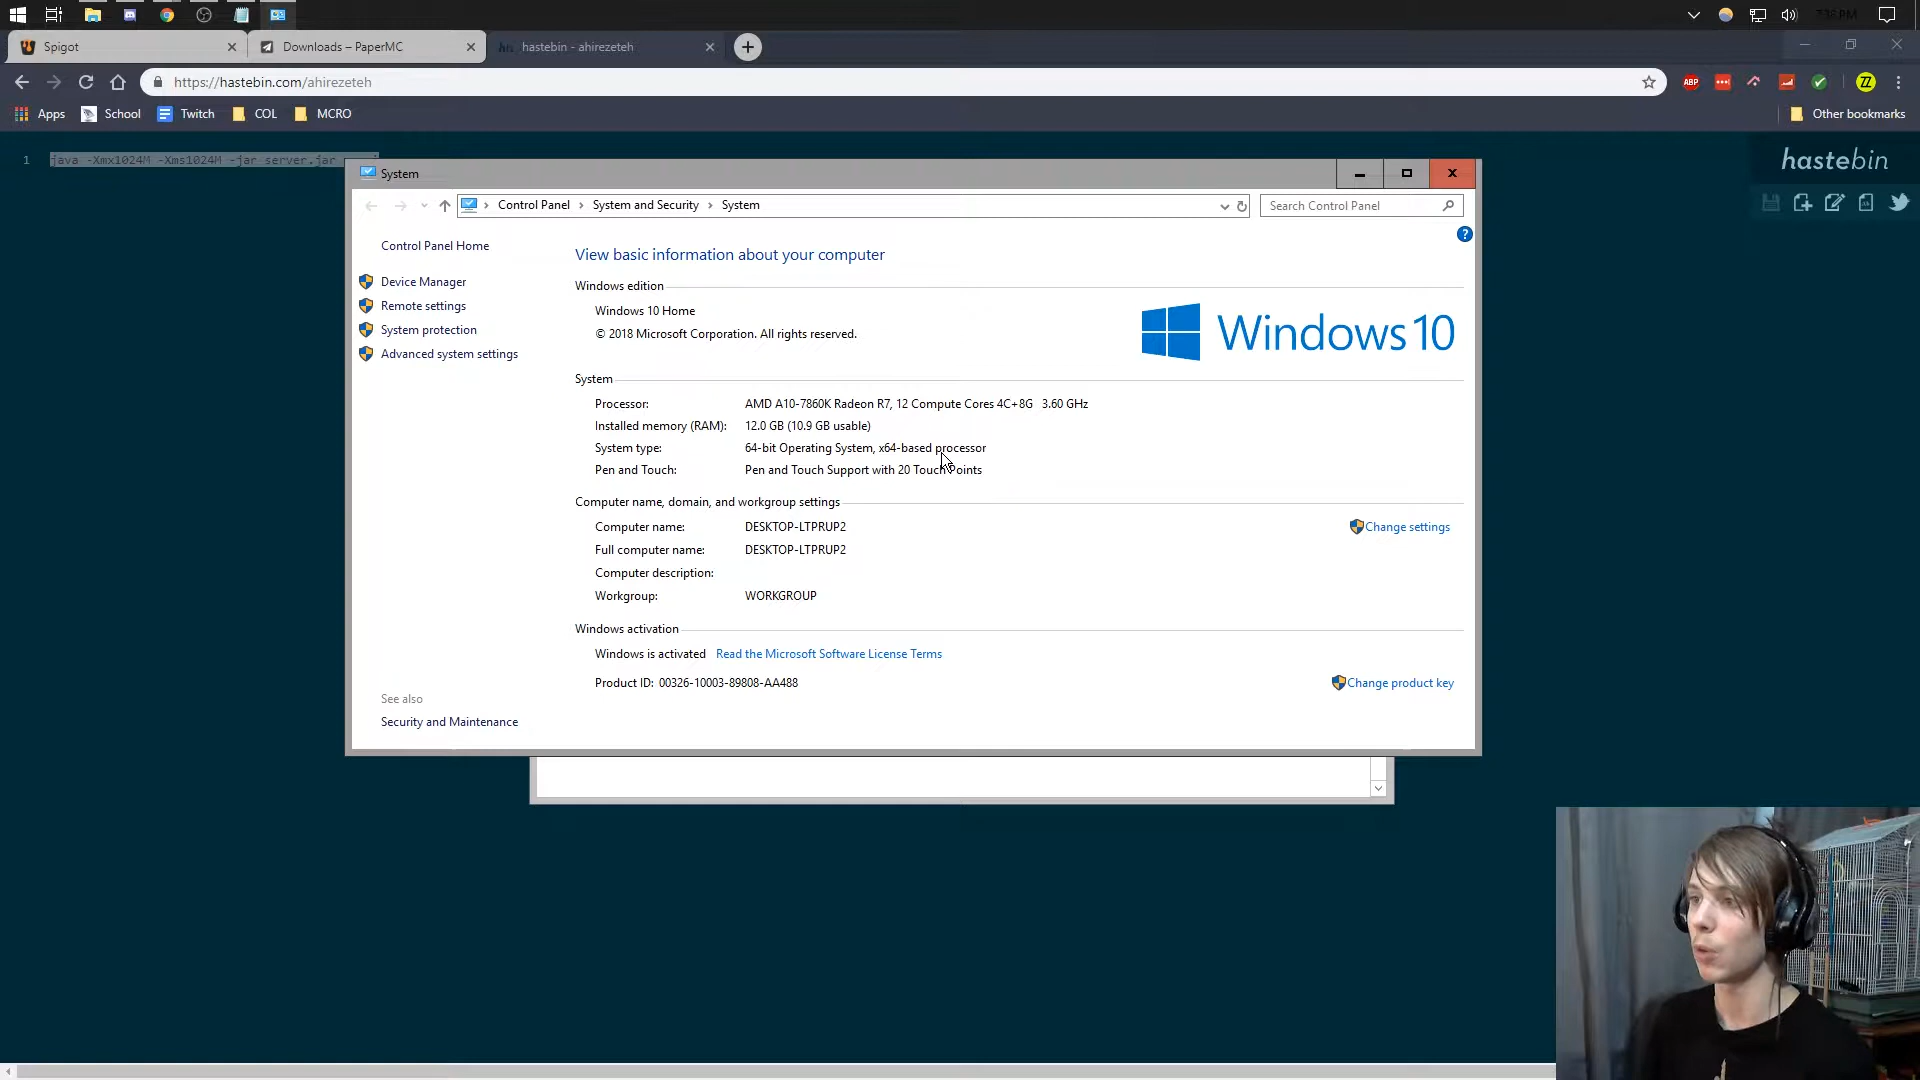 Spigot
Downloads – PaperMC
hastebin - ahirezeteh
https://hastebin.com/ahirezeteh
ABP
ZZ
Apps
School
Twitch
COL
MCRO
Other bookmarks
1 java -Xmx1024M -Xms1024M -jar server.jar
hastebin
System
Control Panel > System and Security > System
Search Control Panel
Control Panel Home
Device Manager
Remote settings
System protection
Advanced system settings
View basic information about your computer
Windows edition
Windows 10 Home
© 2018 Microsoft Corporation. All rights reserved.
Windows 10
System
Processor: AMD A10-7860K Radeon R7, 12 Compute Cores 4C+8G 3.60 GHz
Installed memory (RAM): 12.0 GB (10.9 GB usable)
System type: 64-bit Operating System, x64-based processor
Pen and Touch: Pen and Touch Support with 20 Touch Points
Computer name, domain, and workgroup settings
Computer name: DESKTOP-LTPRUP2
Change settings
Full computer name: DESKTOP-LTPRUP2
Computer description:
Workgroup: WORKGROUP
Windows activation
Windows is activated Read the Microsoft Software License Terms
Product ID: 00326-10003-89808-AA488
Change product key
See also
Security and Maintenance